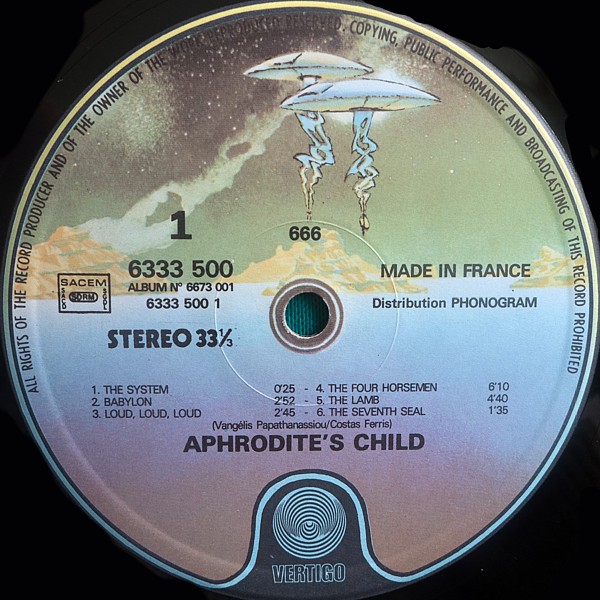 ALL RIGHTS OF THE RECORD PRODUCER AND OF THE OWNER OF THE WORK REPRODUCED RESERVED. COPYING, PUBLIC PERFORMANCE AND BROADCASTING OF THIS RECORD PROHIBITED
1
666
SACEM
SACD SDRM SGDL
6333 500
ALBUM N° 6673 001
6333 500 1
MADE IN FRANCE
Distribution PHONOGRAM
STEREO 33⅓
1. THE SYSTEM 0'25 - 4. THE FOUR HORSEMEN 6'10
2. BABYLON 2'52 - 5. THE LAMB 4'40
3. LOUD, LOUD, LOUD 2'45 - 6. THE SEVENTH SEAL 1'35
(Vangélis Papathanassiou/Costas Ferris)
APHRODITE'S CHILD
VERTIGO